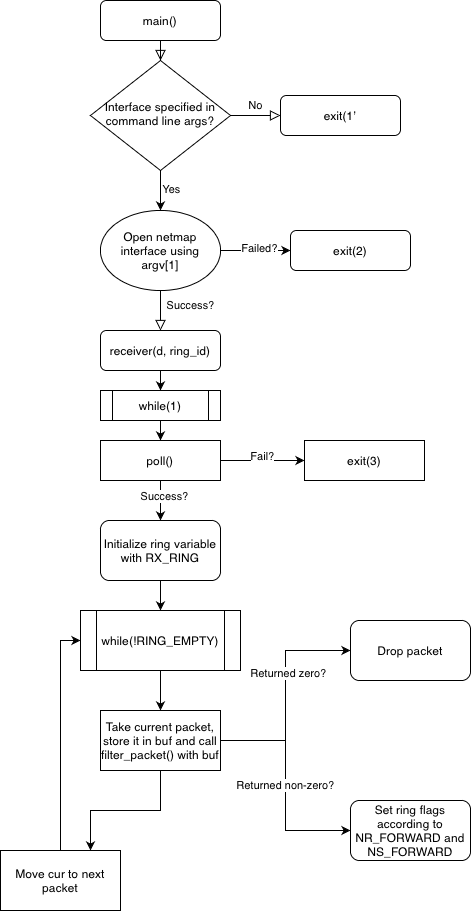 main()
Interface specified in
command line args?
No
exit(1'
Yes
Open netmap
interface using
argv[1]
Failed?
exit(2)
Success?
receiver(d, ring_id)
while(1)
poll()
Fail?
exit(3)
Success?
Initialize ring variable
with RX_RING
while(!RING_EMPTY)
Drop packet
Returned zero?
Take current packet,
store it in buf and call
filter_packet() with buf
Returned non-zero?
Set ring flags
according to
NR_FORWARD and
NS_FORWARD
Move cur to next
packet